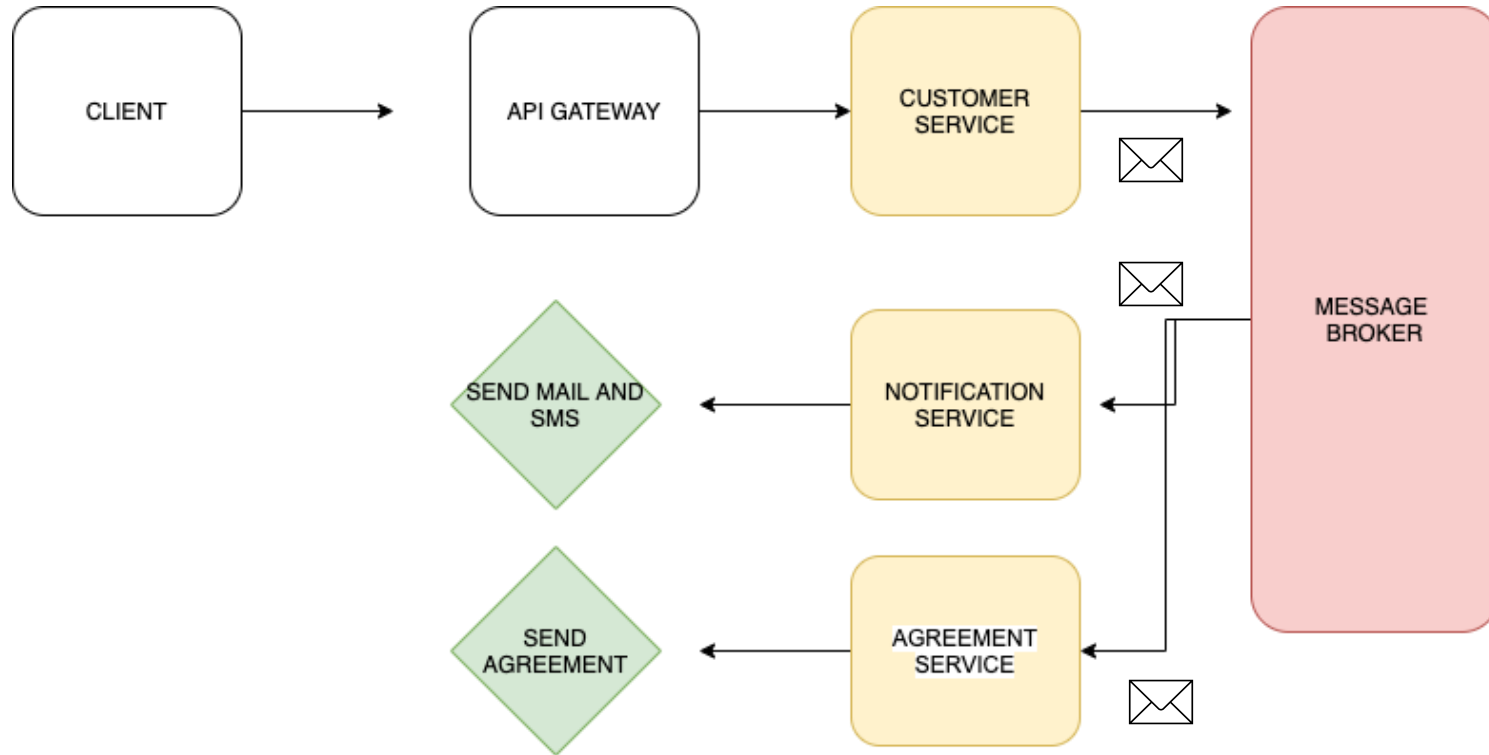 CLIENT
API GATEWAY
CUSTOMER
SERVICE
MESSAGE
BROKER
SEND MAIL AND
SMS
NOTIFICATION
SERVICE
SEND
AGREEMENT
AGREEMENT
SERVICE